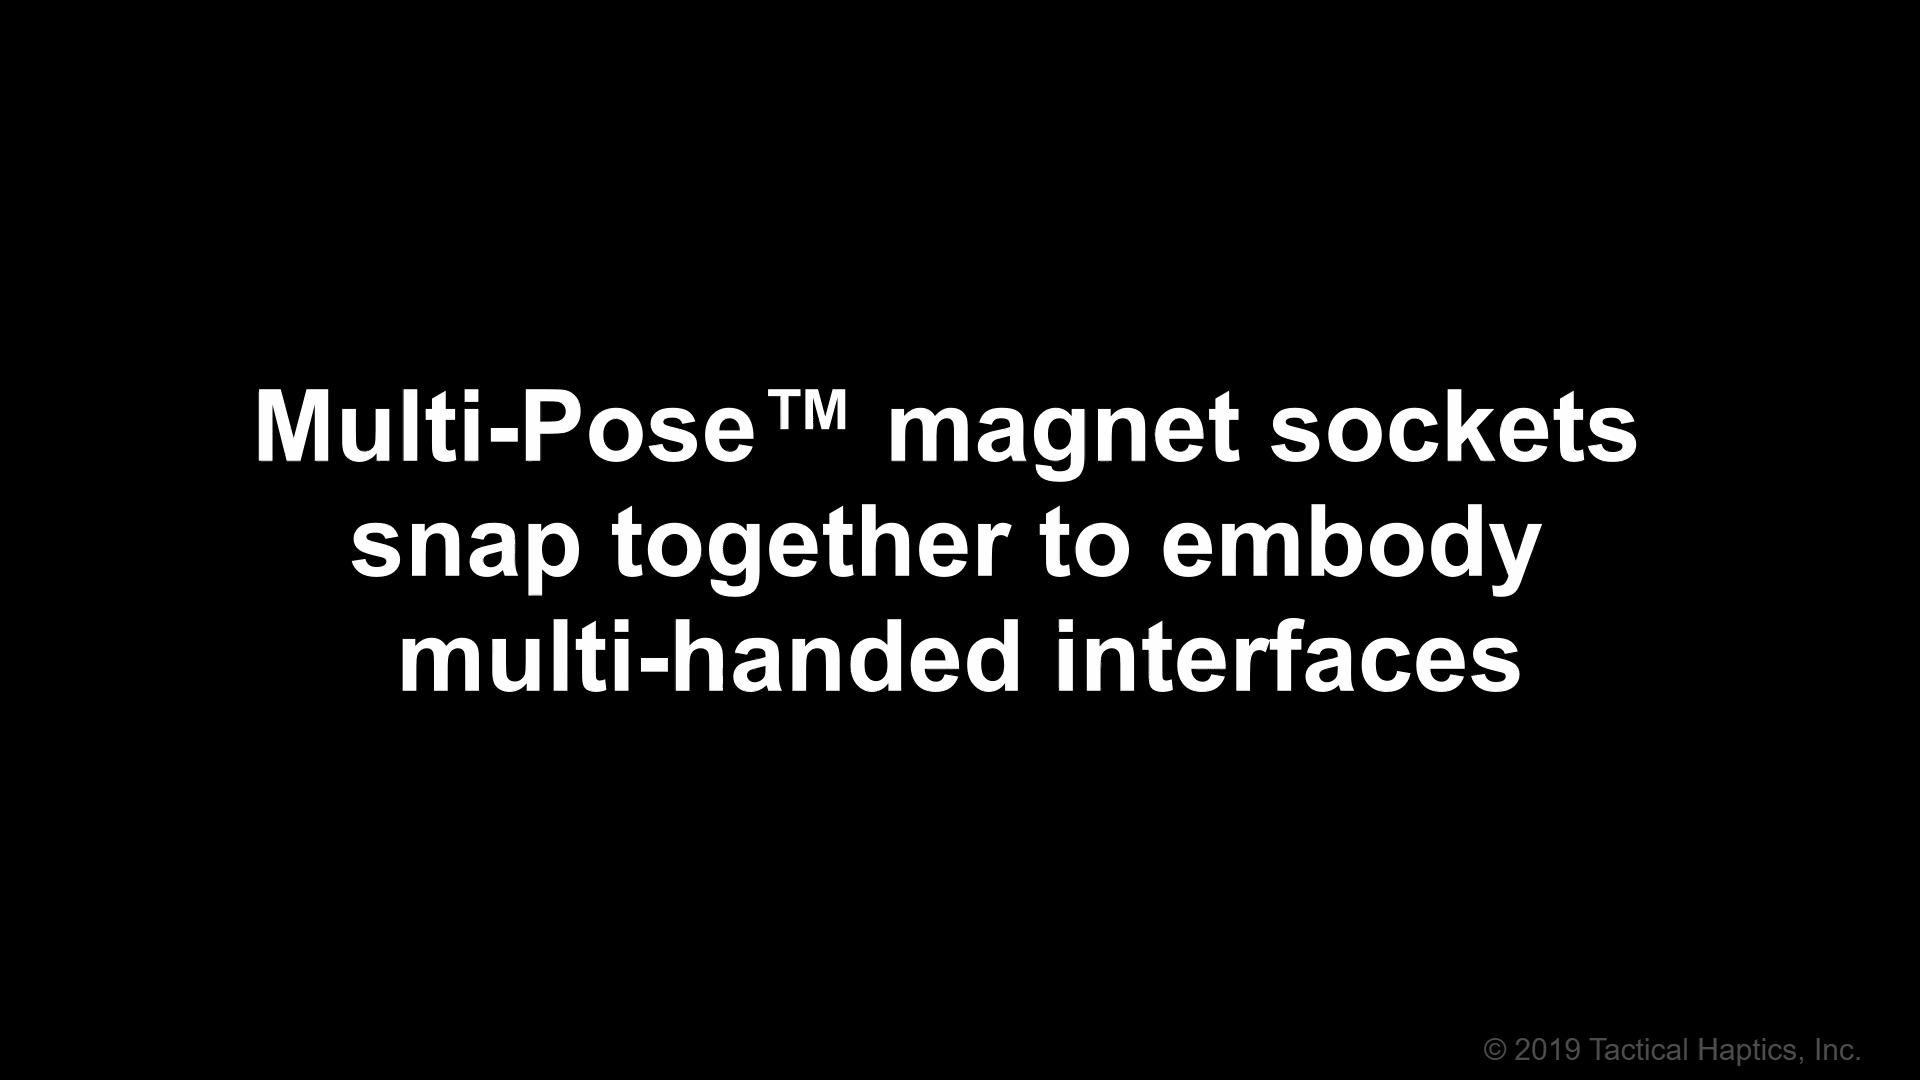 Multi-Pose™ magnet sockets
snap together to embody
multi-handed interfaces
© 2019 Tactical Haptics, Inc.